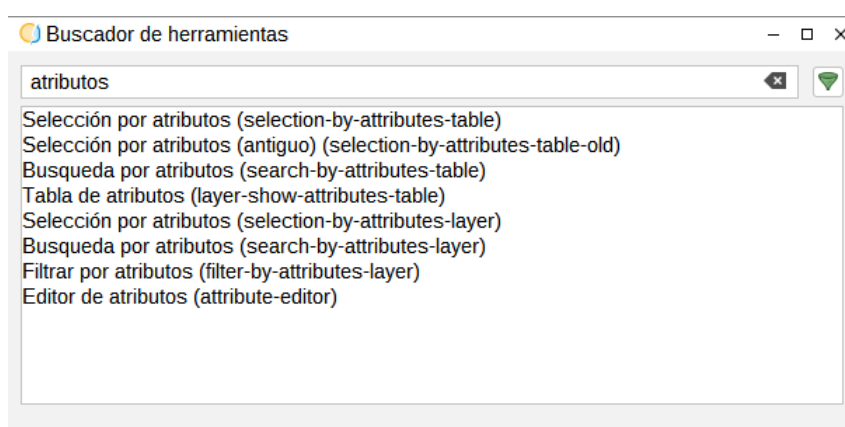 Buscador de herramientas
atributos
Selección por atributos (selection-by-attributes-table)
Selección por atributos (antiguo) (selection-by-attributes-table-old)
Busqueda por atributos (search-by-attributes-table)
Tabla de atributos (layer-show-attributes-table)
Selección por atributos (selection-by-attributes-layer)
Busqueda por atributos (search-by-attributes-layer)
Filtrar por atributos (filter-by-attributes-layer)
Editor de atributos (attribute-editor)